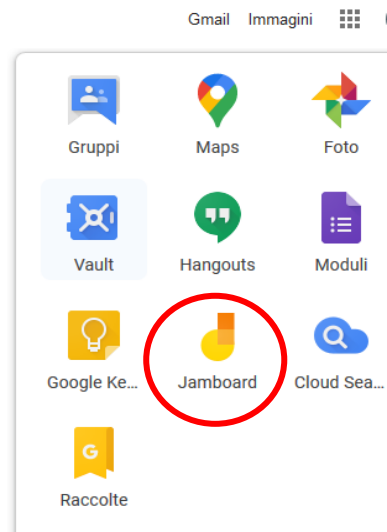 Gmail Immagini
Gruppi Maps Foto
Vault Hangouts Moduli
Google Ke... Jamboard Cloud Sea...
G
Raccolte